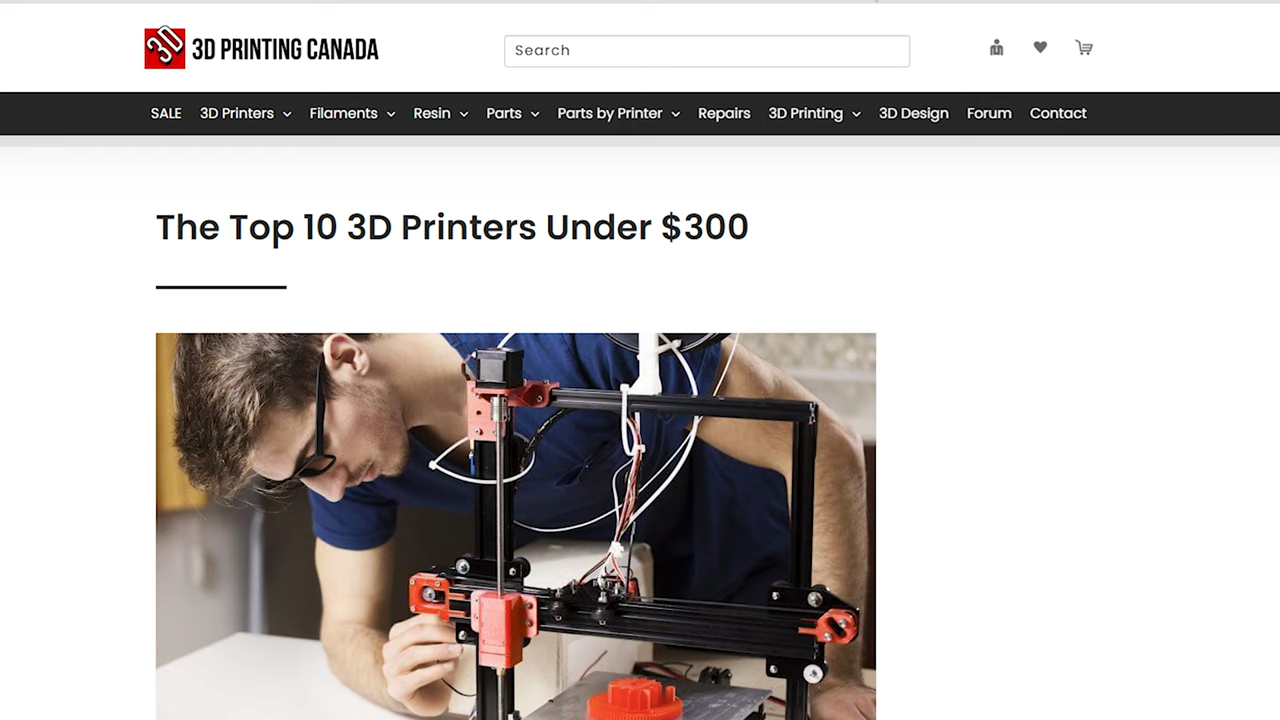 3D 3D PRINTING CANADA
Search
SALE 3D Printers Filaments Resin Parts Parts by Printer Repairs 3D Printing 3D Design Forum Contact
The Top 10 3D Printers Under $300